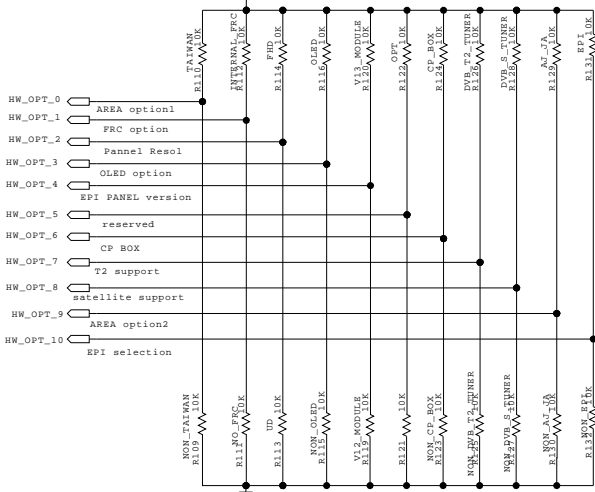 TAIWAN R110 10K
INTERNAL_FRC R112 10K
FHD R114 10K
OLED R116 10K
V13_MODULE R120 10K
OPT R122 10K
CP_BOX R124 10K
DVB_T2_TUNER R126 10K
DVB_S_TUNER R128 10K
AJ_JA R129 10K
EPI R131 10K
HW_OPT_0
AREA option1
HW_OPT_1
FRC option
HW_OPT_2
Pannel Resol
HW_OPT_3
OLED option
HW_OPT_4
EPI PANEL version
HW_OPT_5
reserved
HW_OPT_6
CP BOX
HW_OPT_7
T2 support
HW_OPT_8
satellite support
HW_OPT_9
AREA option2
HW_OPT_10
EPI selection
NON_TAIWAN R109 10K
NO_FRC R111 10K
UD R113 10K
NON_OLED R115 10K
V12_MODULE R119 10K
R121 10K
NON_CP_BOX R123 10K
NON_DVB_T2_TUNER R125 10K
NON_DVB_S_TUNER R127 10K
NON_AJ_JA R130 10K
NON_EPI R132 10K